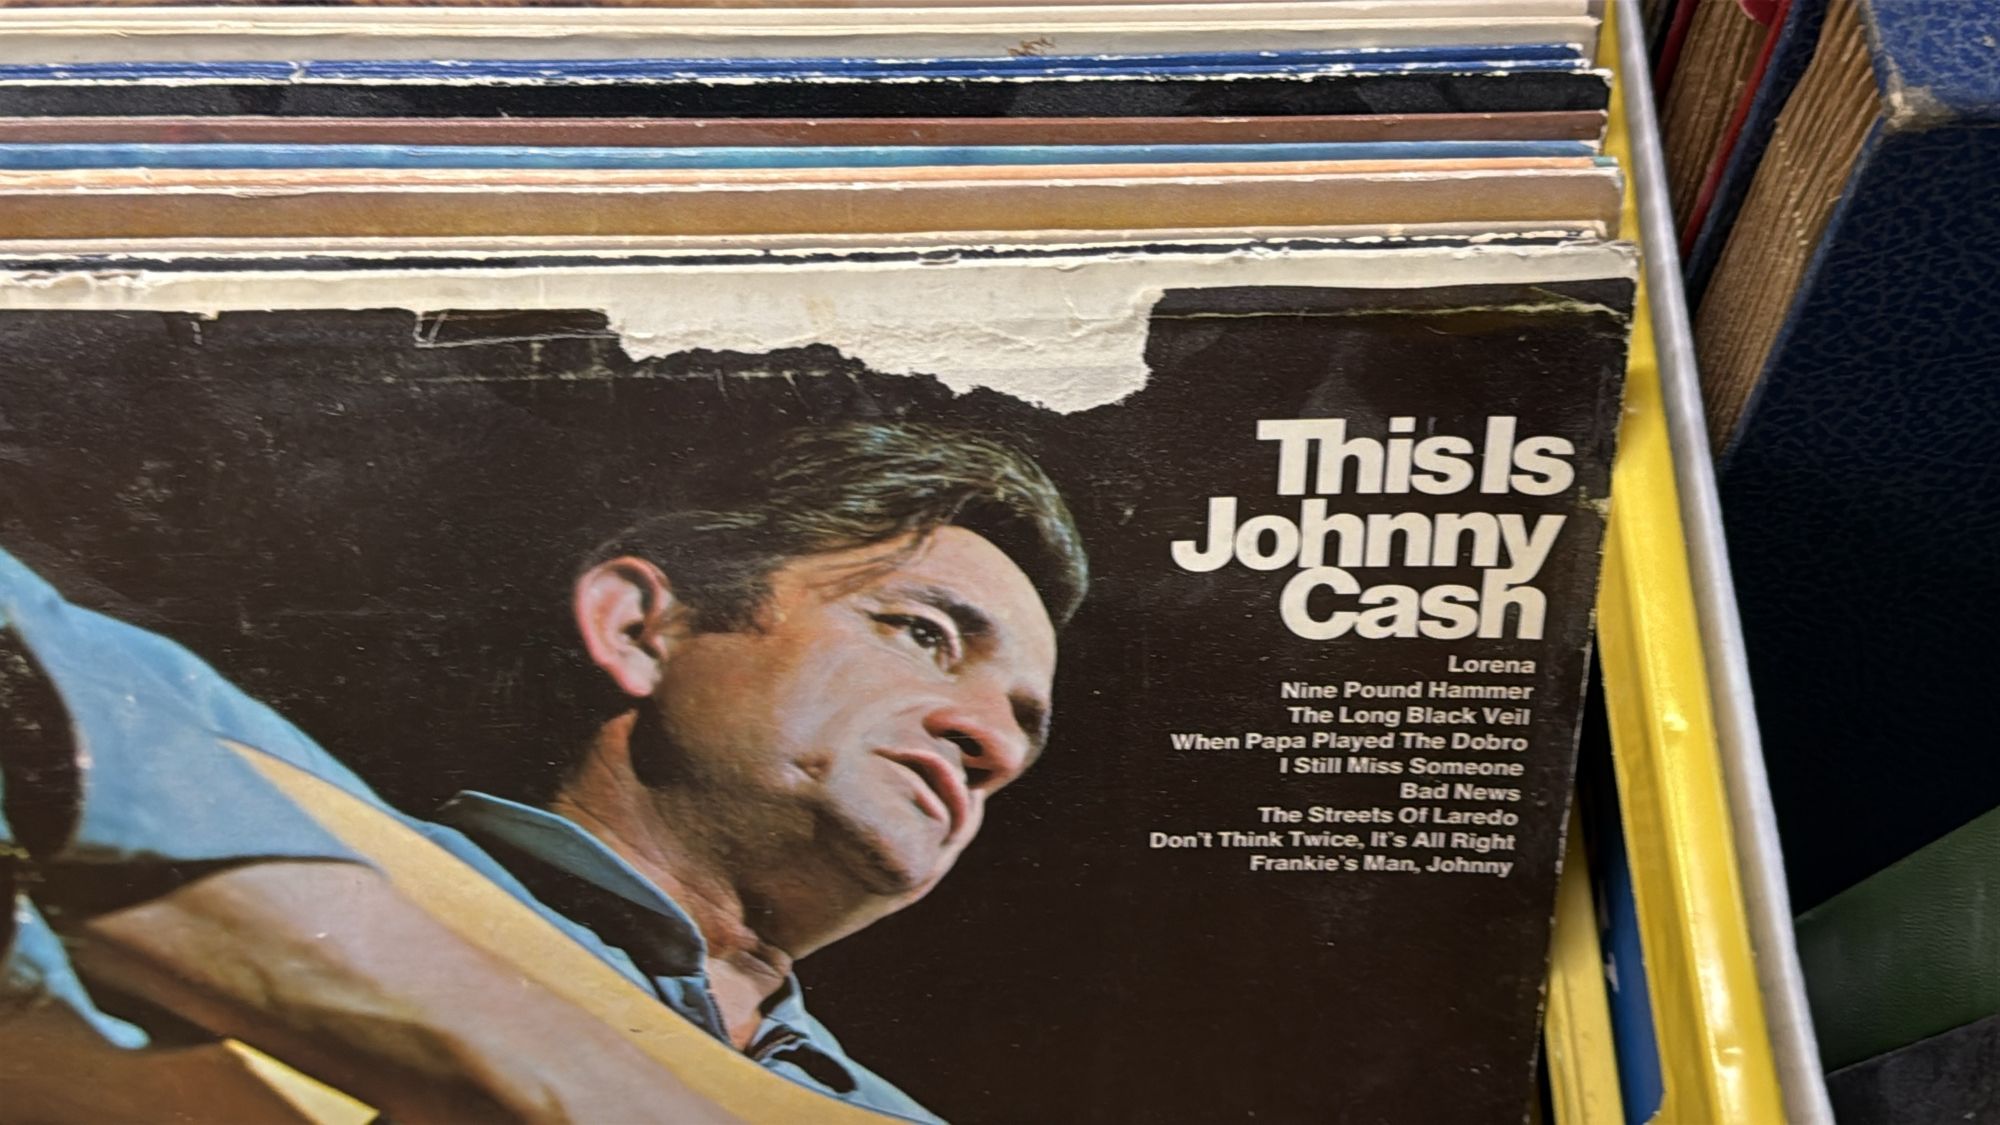 This Is
Johnny
Cash
Lorena
Nine Pound Hammer
The Long Black Veil
When Papa Played The Dobro
I Still Miss Someone
Bad News
The Streets Of Laredo
Don't Think Twice, It's All Right
Frankie's Man, Johnny